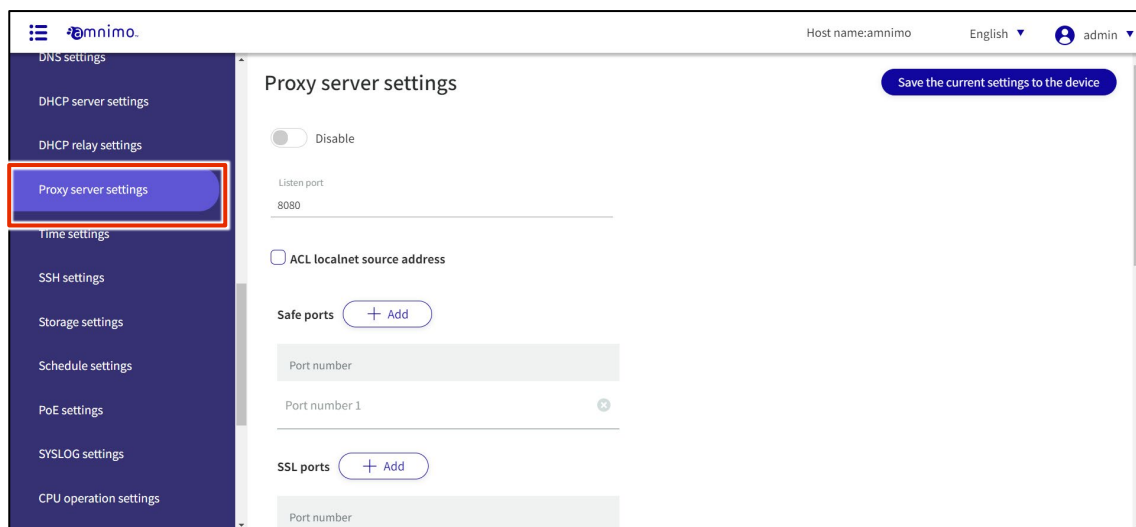 amnimo
Host name:amnimo
English
admin
DNS settings
DHCP server settings
DHCP relay settings
Proxy server settings
Time settings
SSH settings
Storage settings
Schedule settings
PoE settings
SYSLOG settings
CPU operation settings
Proxy server settings
Save the current settings to the device
Disable
Listen port
8080
ACL localnet source address
Safe ports + Add
Port number
Port number 1
SSL ports + Add
Port number